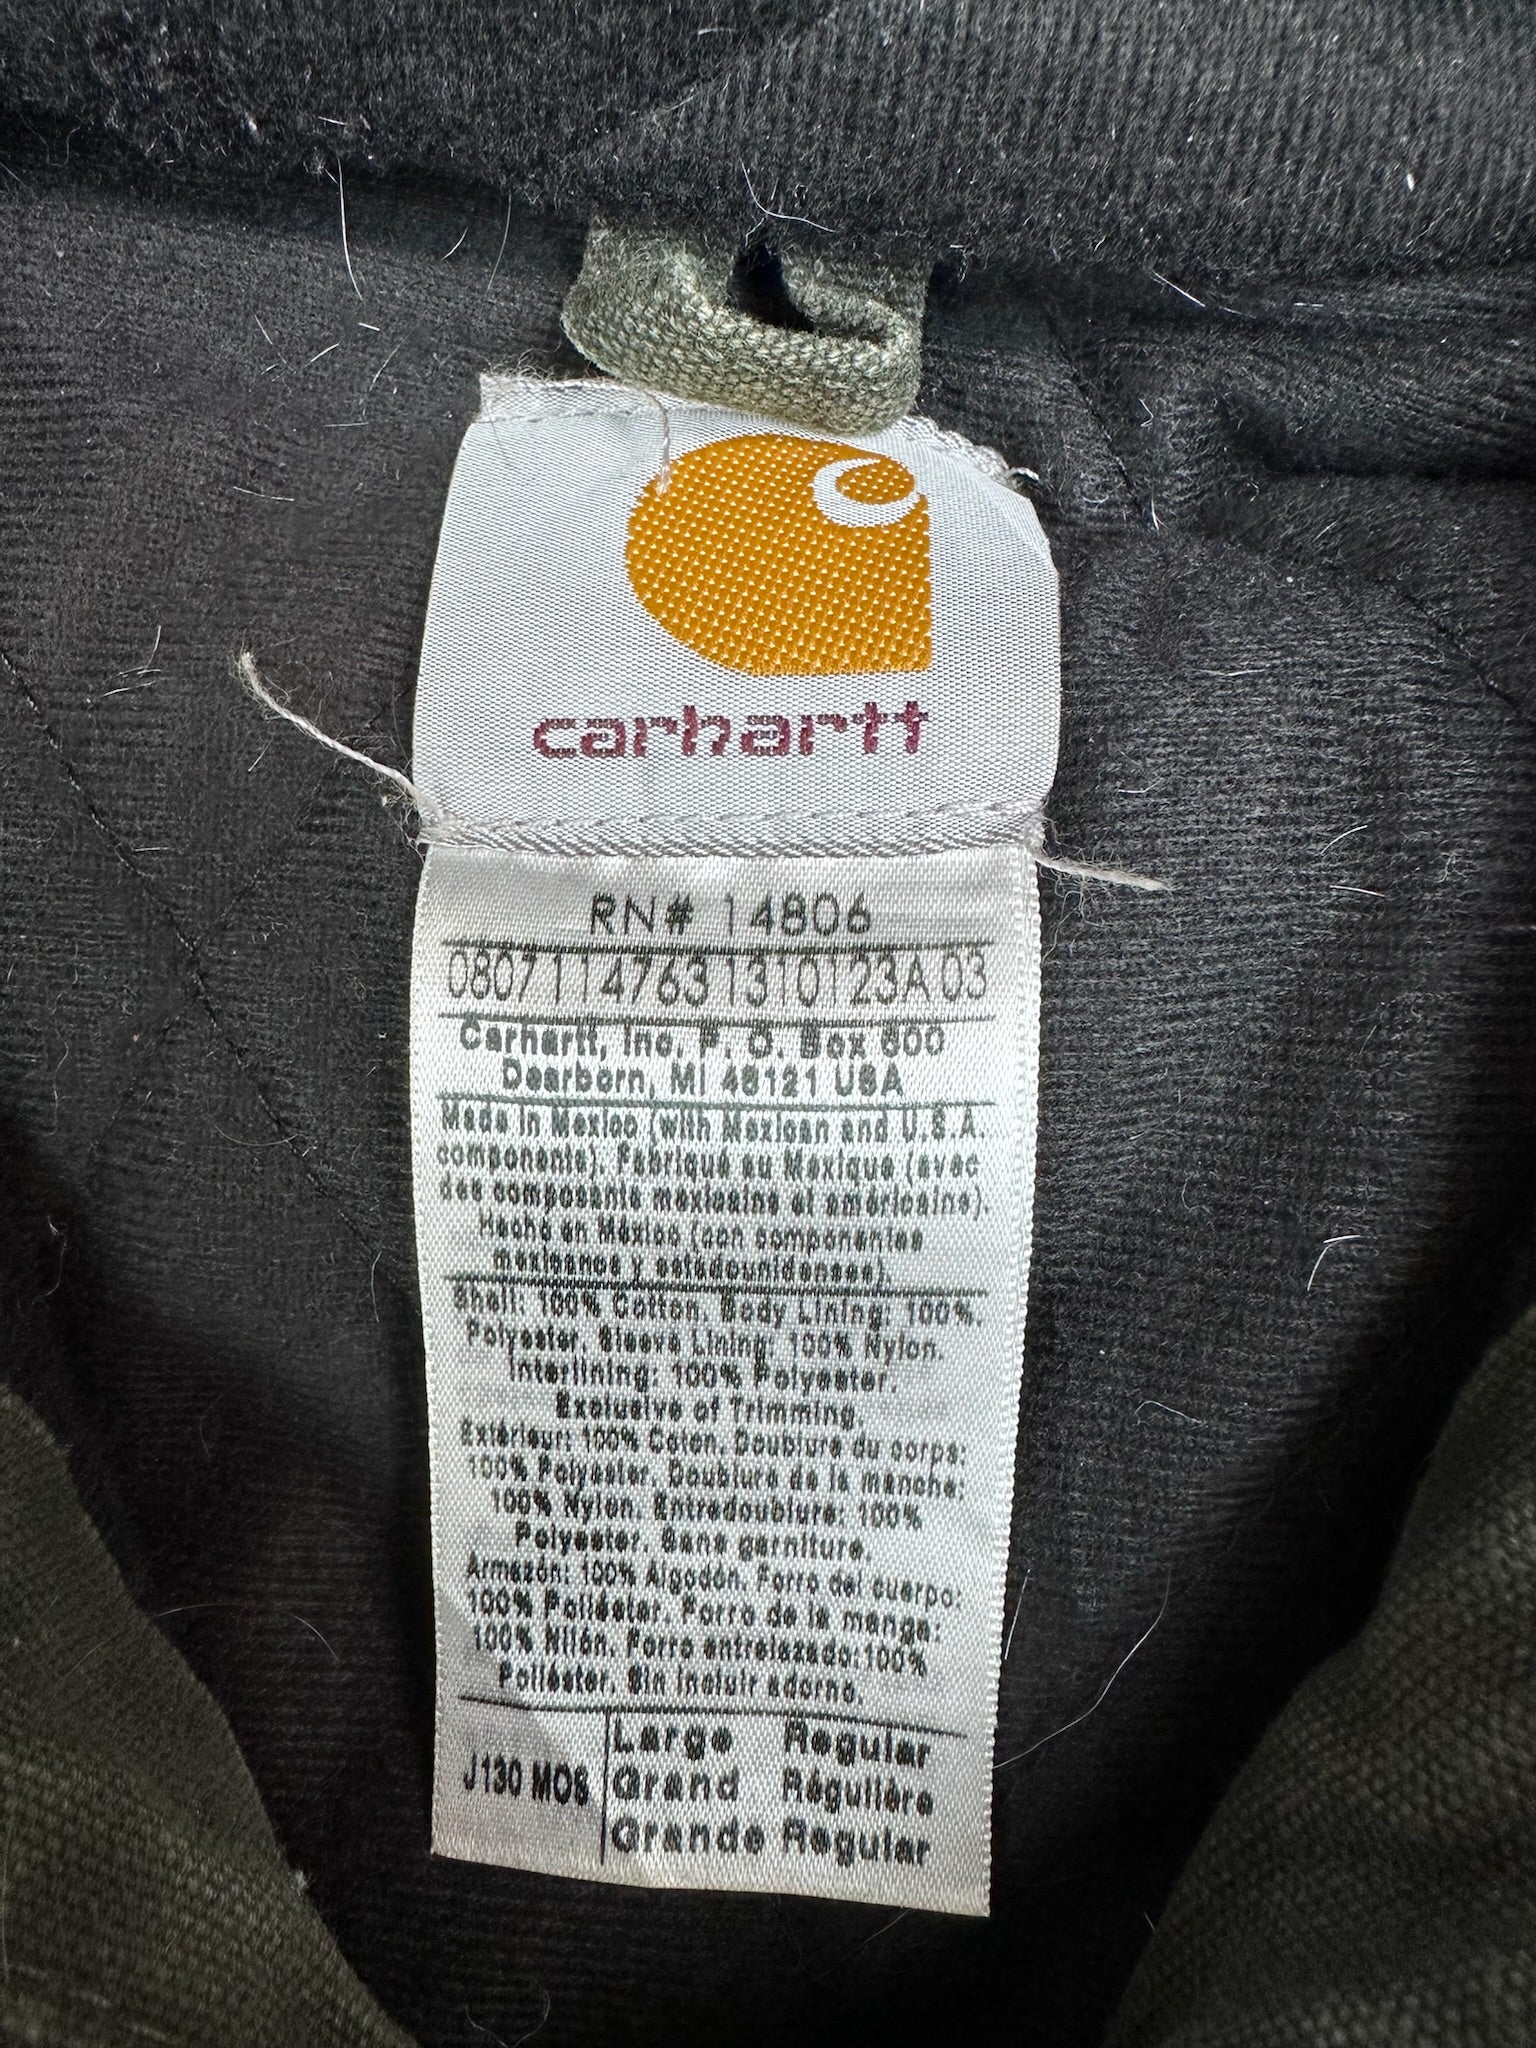 carhartt
RN# 14806
08071147631310123A03
Carhartt, Inc. P. O. Box 600
Dearborn, MI 48121 USA
Made in Mexico (with Mexican and U.S.A.
components). Fabriqué au Mexique (avec
des composants mexicains et américains).
Hecho en México (con componentes
mexicanos y estadounidenses).
Shell: 100% Cotton. Body Lining: 100%
Polyester. Sleeve Lining: 100% Nylon.
Interlining: 100% Polyester.
Exclusive of Trimming.
Extérieur: 100% Coton. Doublure du corps:
100% Polyester. Doublure de la manche:
100% Nylon. Entredoublure: 100%
Polyester. Sans garniture.
Armazón: 100% Algodón. Forro del cuerpo:
100% Poliéster. Forro de la manga:
100% Nilón. Forro entrelazado:100%
Poliéster. Sin incluir adorno.
J130 MOS
Large Regular
Grand Régulière
Grande Regular